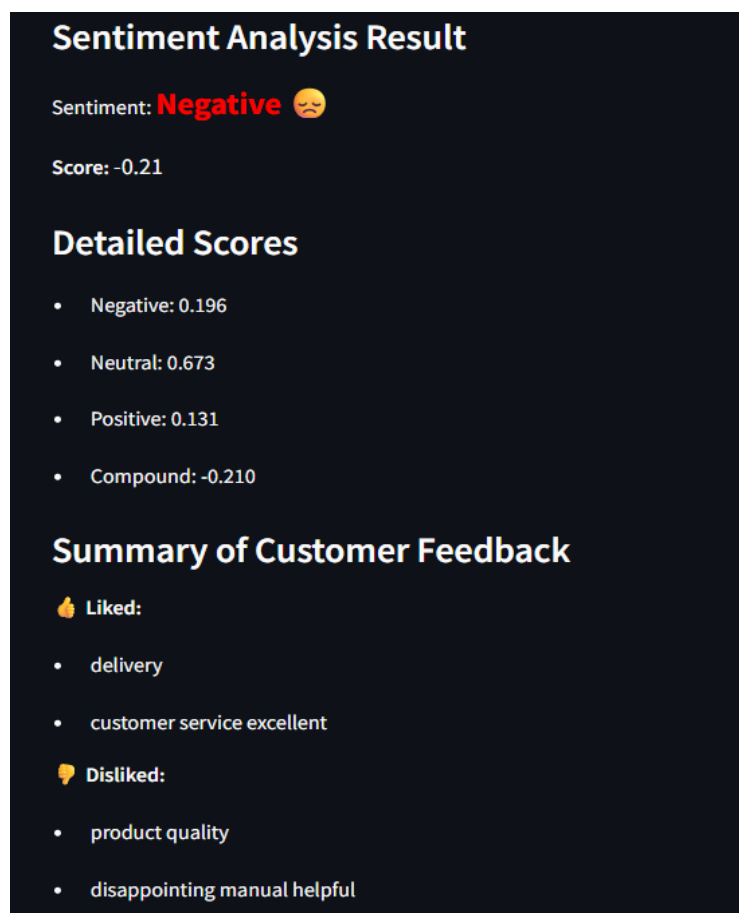 Sentiment Analysis Result
Sentiment: Negative 😞
Score: -0.21
Detailed Scores
• Negative: 0.196
• Neutral: 0.673
• Positive: 0.131
• Compound: -0.210
Summary of Customer Feedback
👍 Liked:
• delivery
• customer service excellent
👎 Disliked:
• product quality
• disappointing manual helpful